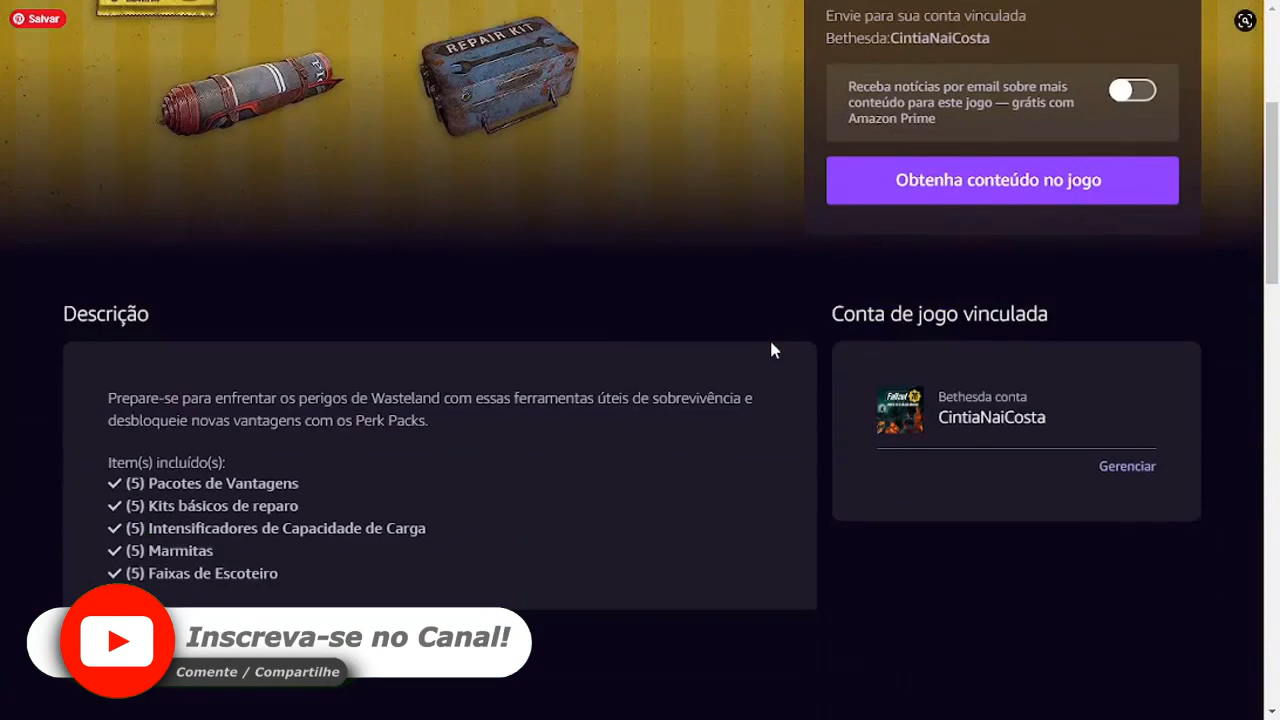 Salvar
REPAIR KIT
Envie para sua conta vinculada
Bethesda:CintiaNaiCosta
Receba notícias por email sobre mais
conteúdo para este jogo — grátis com
Amazon Prime
Obtenha conteúdo no jogo
Descrição
Prepare-se para enfrentar os perigos de Wasteland com essas ferramentas úteis de sobrevivência e
desbloqueie novas vantagens com os Perk Packs.
Item(s) incluído(s):
✓ (5) Pacotes de Vantagens
✓ (5) Kits básicos de reparo
✓ (5) Intensificadores de Capacidade de Carga
✓ (5) Marmitas
✓ (5) Faixas de Escoteiro
Conta de jogo vinculada
Fallout
Bethesda conta
CintiaNaiCosta
Gerenciar
Inscreva-se no Canal!
Comente / Compartilhe